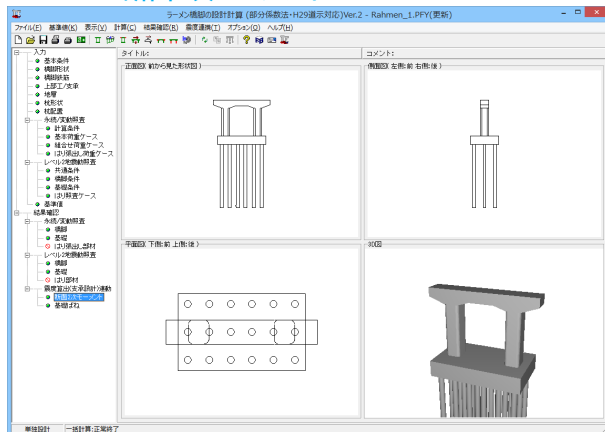 ラーメン橋脚の設計計算 (部分係数法・H29道示対応)Ver.2 - Rahmen_1.PFY(更新)
ファイル(F) 基準値(K) 表示(V) 計算(C) 結果確認(R) 震度連携(T) オプション(O) ヘルプ(H)
入力
基本条件
橋脚形状
橋脚鉄筋
上部工/支承
地層
杭形状
杭配置
永続/変動照査
計算条件
基本荷重ケース
組合せ荷重ケース
はり張出し荷重ケース
レベル2地震動照査
共通条件
橋脚条件
基礎条件
はり照査ケース
基準値
結果確認
永続/変動照査
橋脚
基礎
はり張出し部材
レベル2地震動照査
橋脚
基礎
はり部材
震度算出(支承設計)連動
断面2次モーメント
基礎ばね
タイトル:
コメント:
正面図( 前から見た形状図 )
側面図( 左側:前 右側:後 )
平面図( 下側:前 上側:後 )
3D図
単独設計
一括計算:正常終了